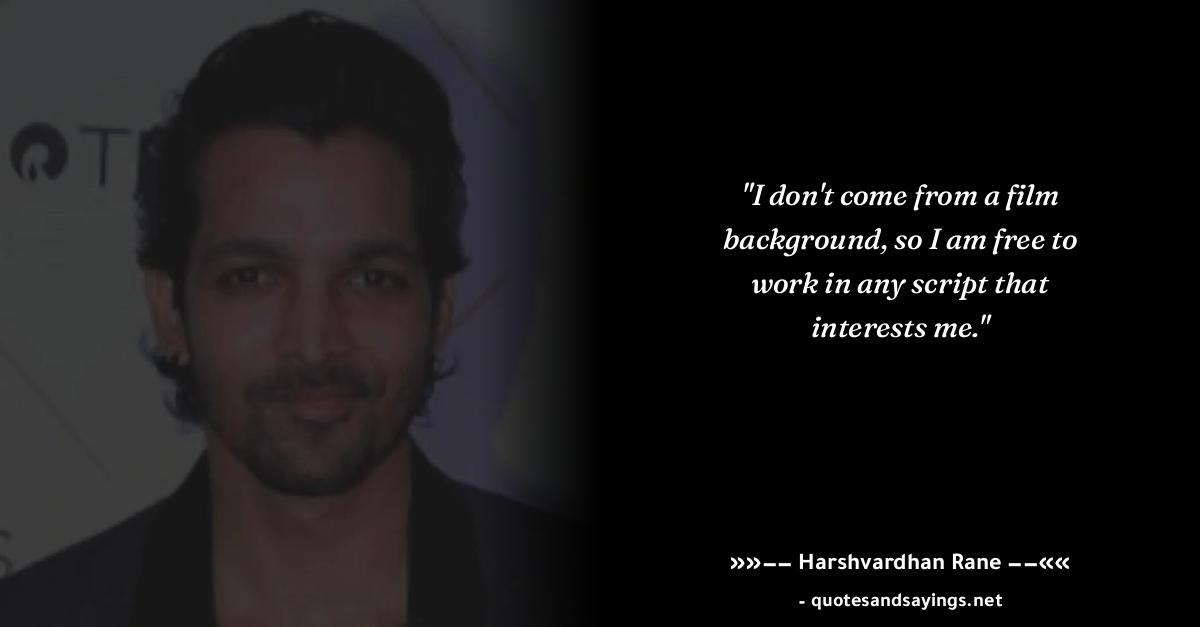 "I don't come from a film
background, so I am free to
work in any script that
interests me."
»»−− Harshvardhan Rane −−««
- quotesandsayings.net